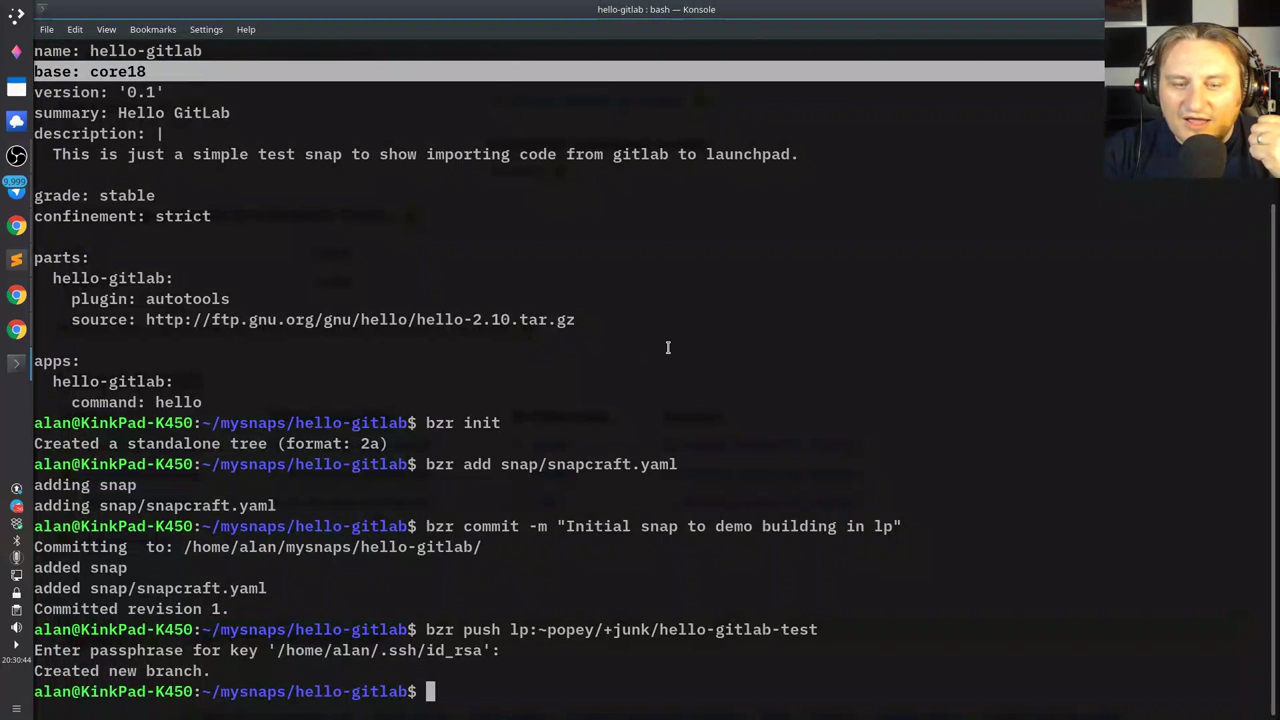 hello-gitlab : bash — Konsole
File Edit View Bookmarks Settings Help
name: hello-gitlab
base: core18
version: '0.1'
summary: Hello GitLab
description: |
  This is just a simple test snap to show importing code from gitlab to launchpad.
grade: stable
confinement: strict
parts:
  hello-gitlab:
    plugin: autotools
    source: http://ftp.gnu.org/gnu/hello/hello-2.10.tar.gz
apps:
  hello-gitlab:
    command: hello
alan@KinkPad-K450:~/mysnaps/hello-gitlab$ bzr init
Created a standalone tree (format: 2a)
alan@KinkPad-K450:~/mysnaps/hello-gitlab$ bzr add snap/snapcraft.yaml
adding snap
adding snap/snapcraft.yaml
alan@KinkPad-K450:~/mysnaps/hello-gitlab$ bzr commit -m "Initial snap to demo building in lp"
Committing to: /home/alan/mysnaps/hello-gitlab/
added snap
added snap/snapcraft.yaml
Committed revision 1.
alan@KinkPad-K450:~/mysnaps/hello-gitlab$ bzr push lp:~popey/+junk/hello-gitlab-test
Enter passphrase for key '/home/alan/.ssh/id_rsa':
Created new branch.
alan@KinkPad-K450:~/mysnaps/hello-gitlab$
9,999
20:30:44